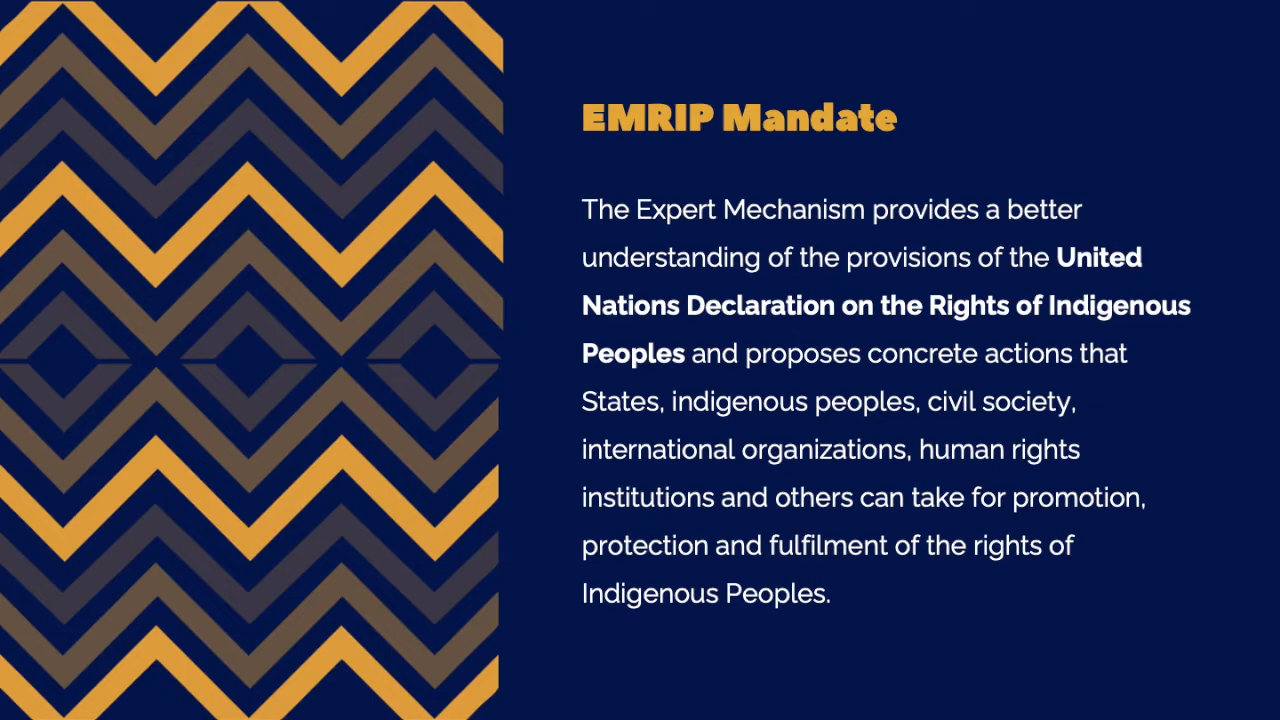 EMRIP Mandate
The Expert Mechanism provides a better
understanding of the provisions of the United
Nations Declaration on the Rights of Indigenous
Peoples and proposes concrete actions that
States, indigenous peoples, civil society,
international organizations, human rights
institutions and others can take for promotion,
protection and fulfilment of the rights of
Indigenous Peoples.